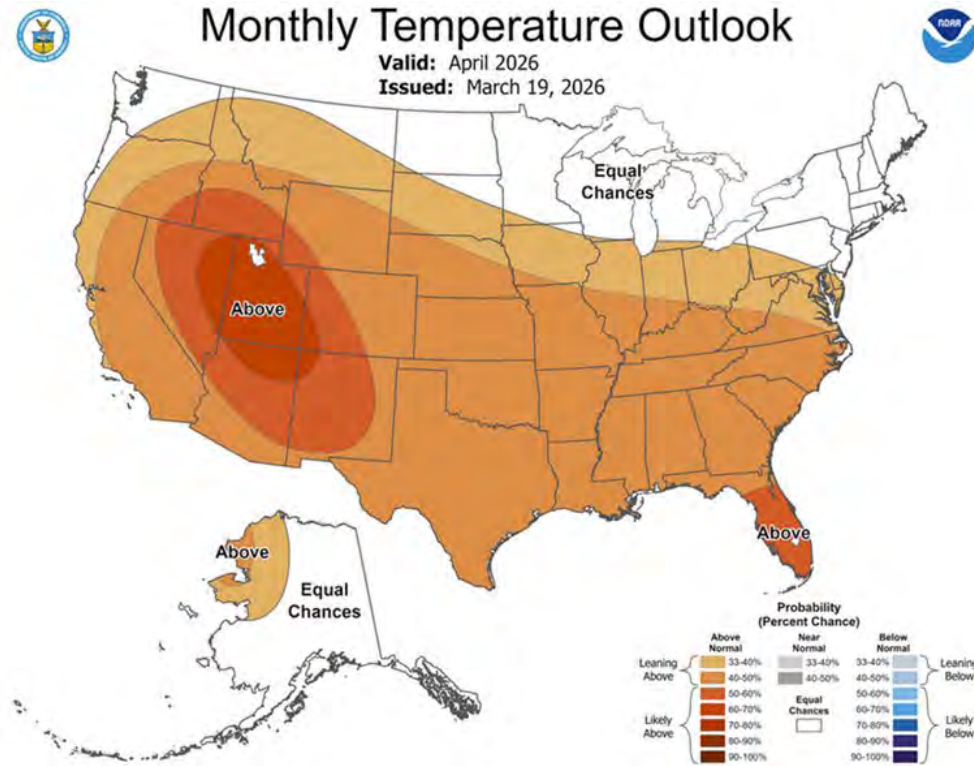 Monthly Temperature Outlook
Valid: April 2026
Issued: March 19, 2026
NOAA
Equal
Chances
Above
Above
Above
Equal
Chances
Probability
(Percent Chance)
Above
Normal
Near
Normal
Below
Normal
Leaning
Above
33-40%
40-50%
33-40%
40-50%
33-40%
40-50%
Leaning
Below
Likely
Above
50-60%
60-70%
70-80%
80-90%
90-100%
Equal
Chances
50-60%
60-70%
70-80%
80-90%
90-100%
Likely
Below